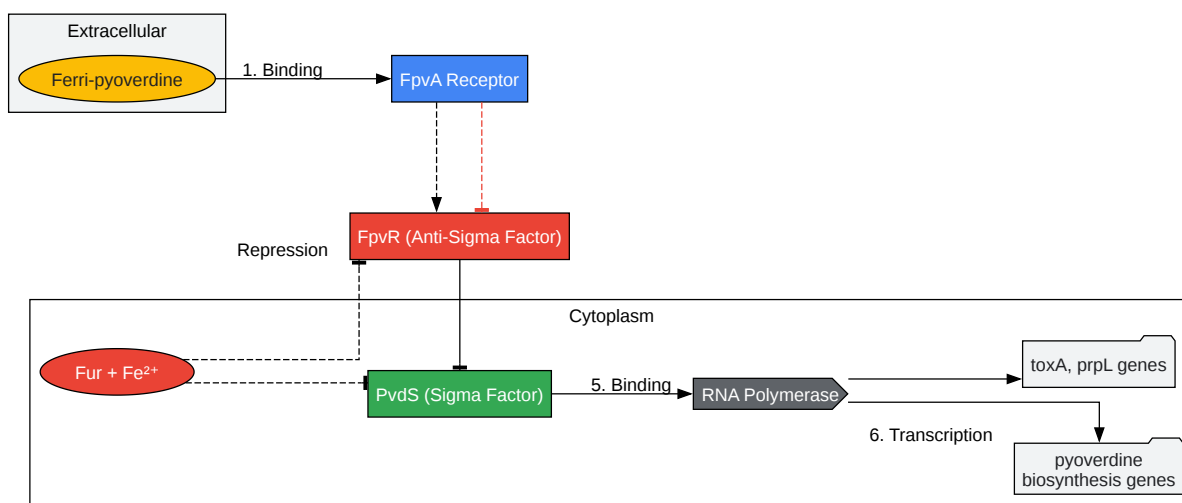 Extracellular
Ferri-pyoverdine
1. Binding
FpvA Receptor
FpvR (Anti-Sigma Factor)
Repression
Cytoplasm
Fur + Fe²⁺
PvdS (Sigma Factor)
5. Binding
RNA Polymerase
toxA, prpL genes
6. Transcription
pyoverdine
biosynthesis genes